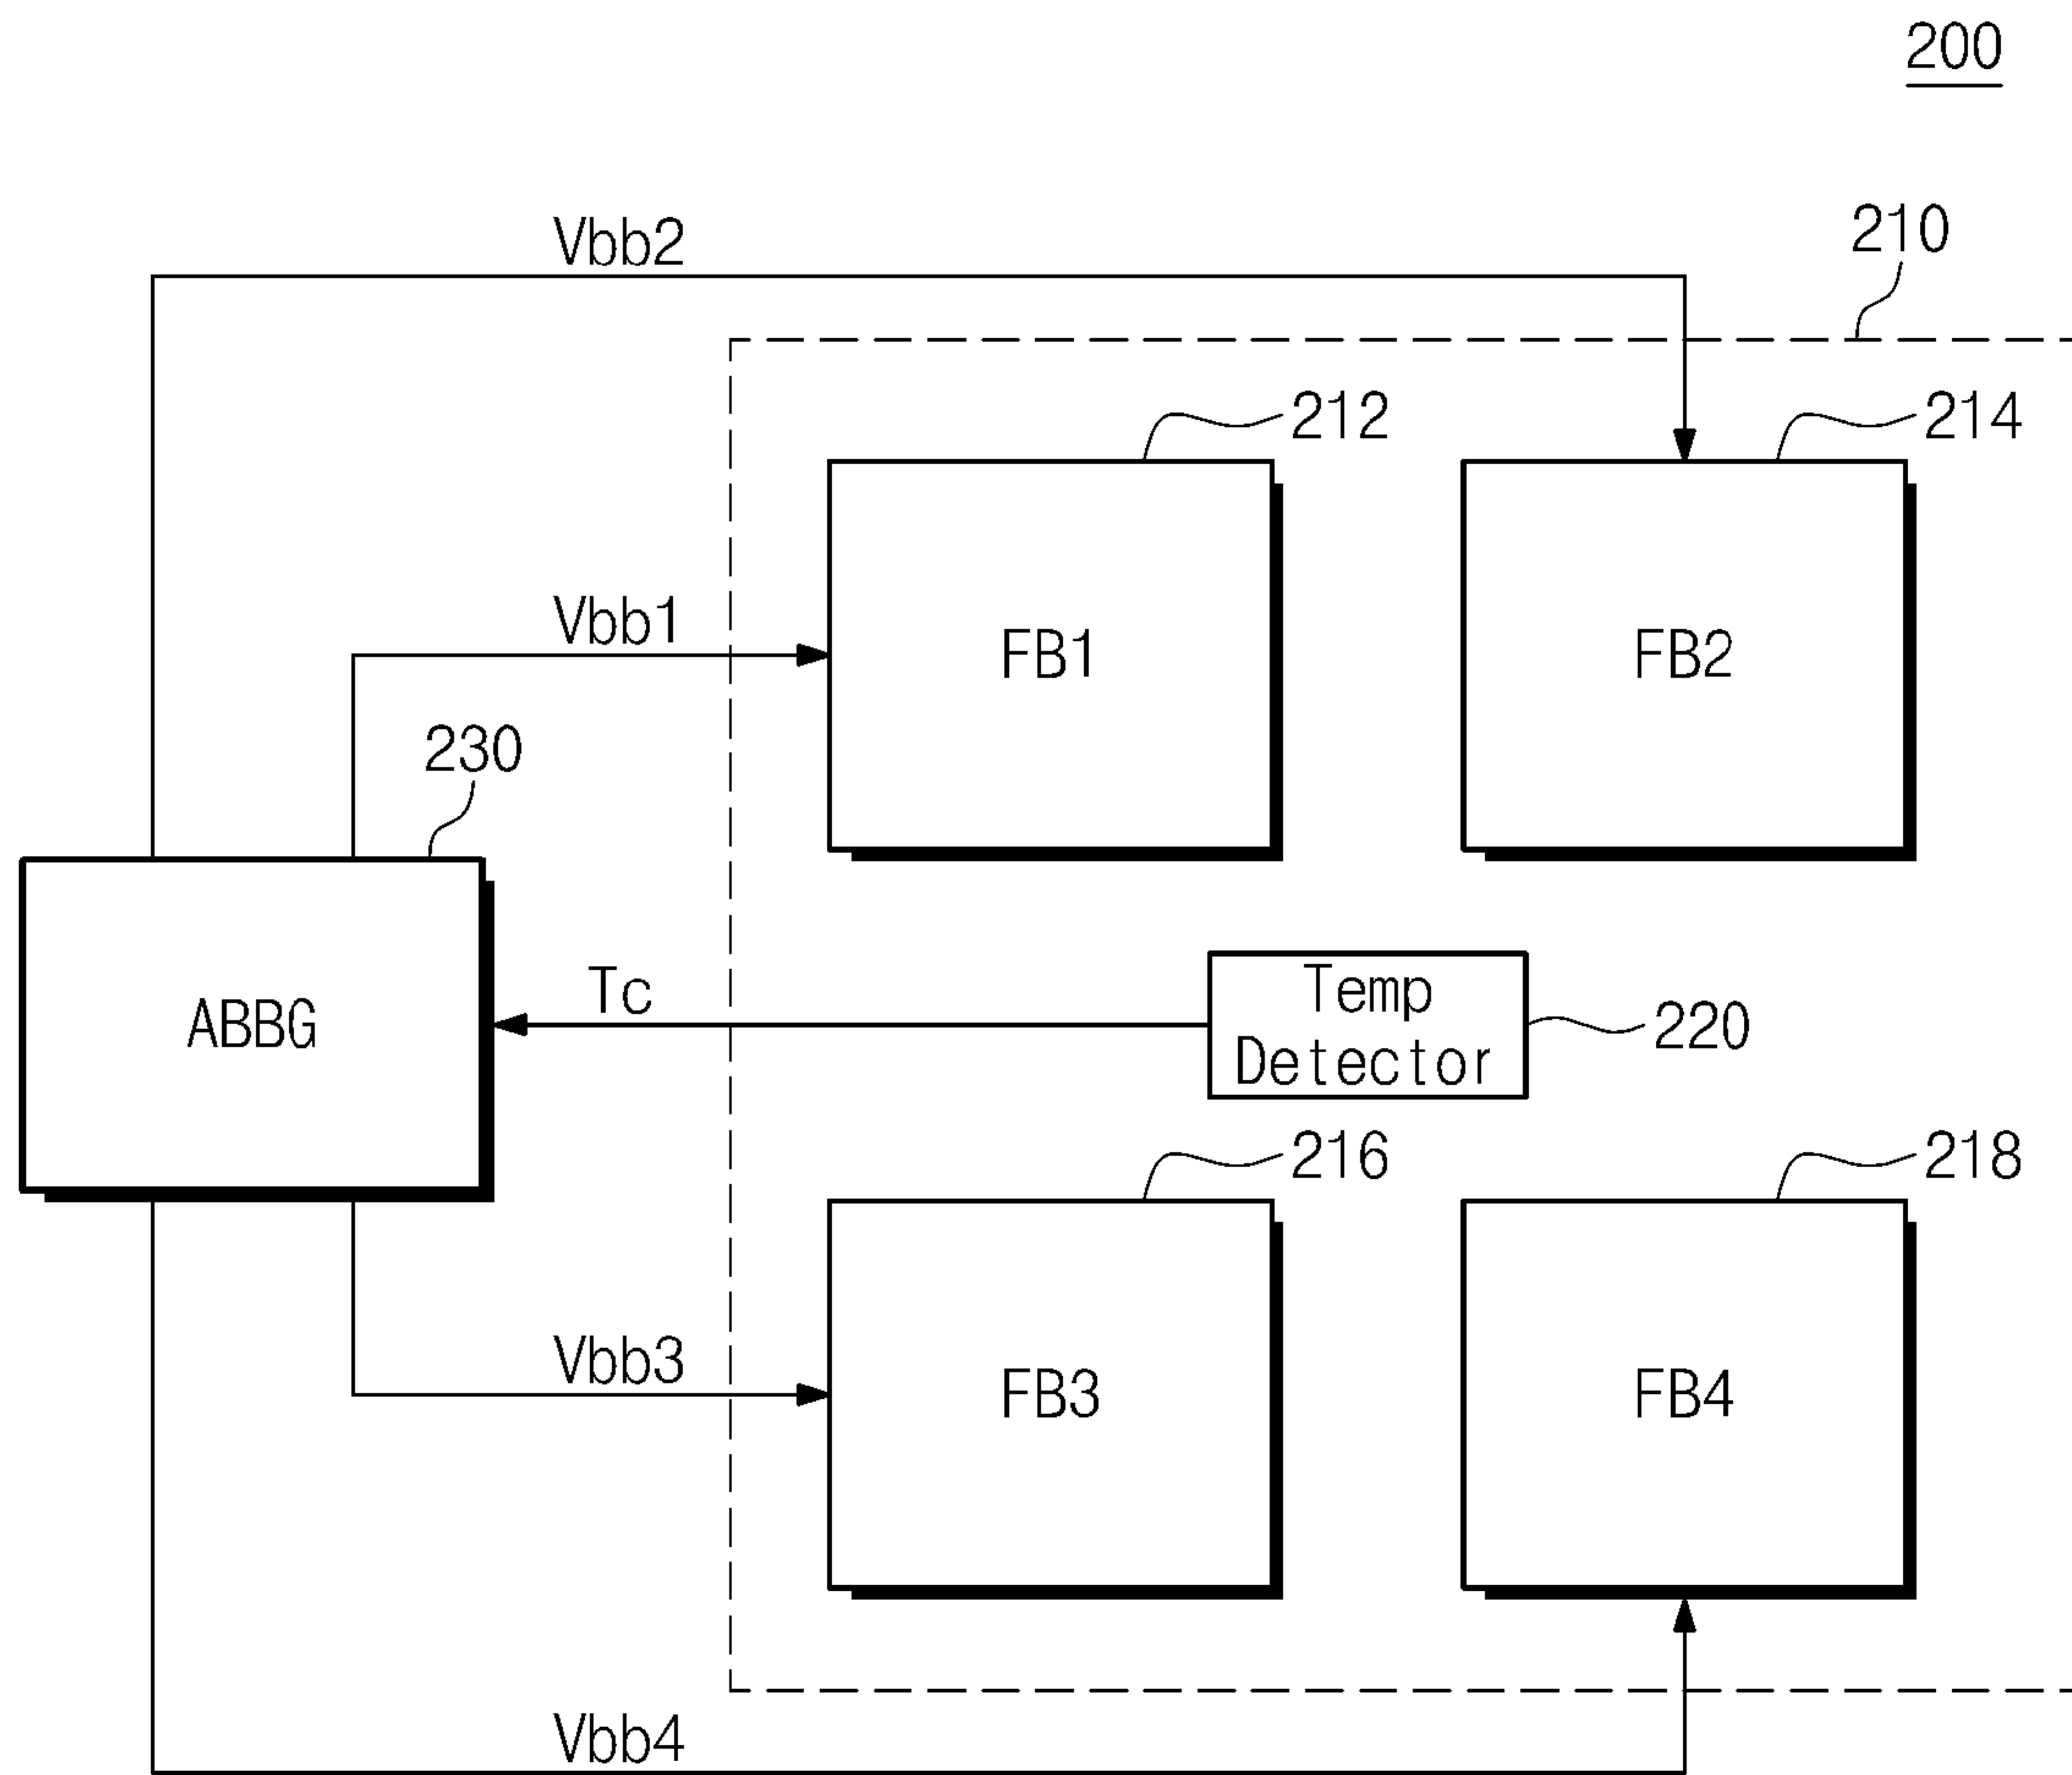 200
210
Vbb2
212
214
Vbb1
FB1
FB2
230
Tc
Temp
Detector
ABBG
220
216
218
Vbb3
FB3
FB4
Vbb4